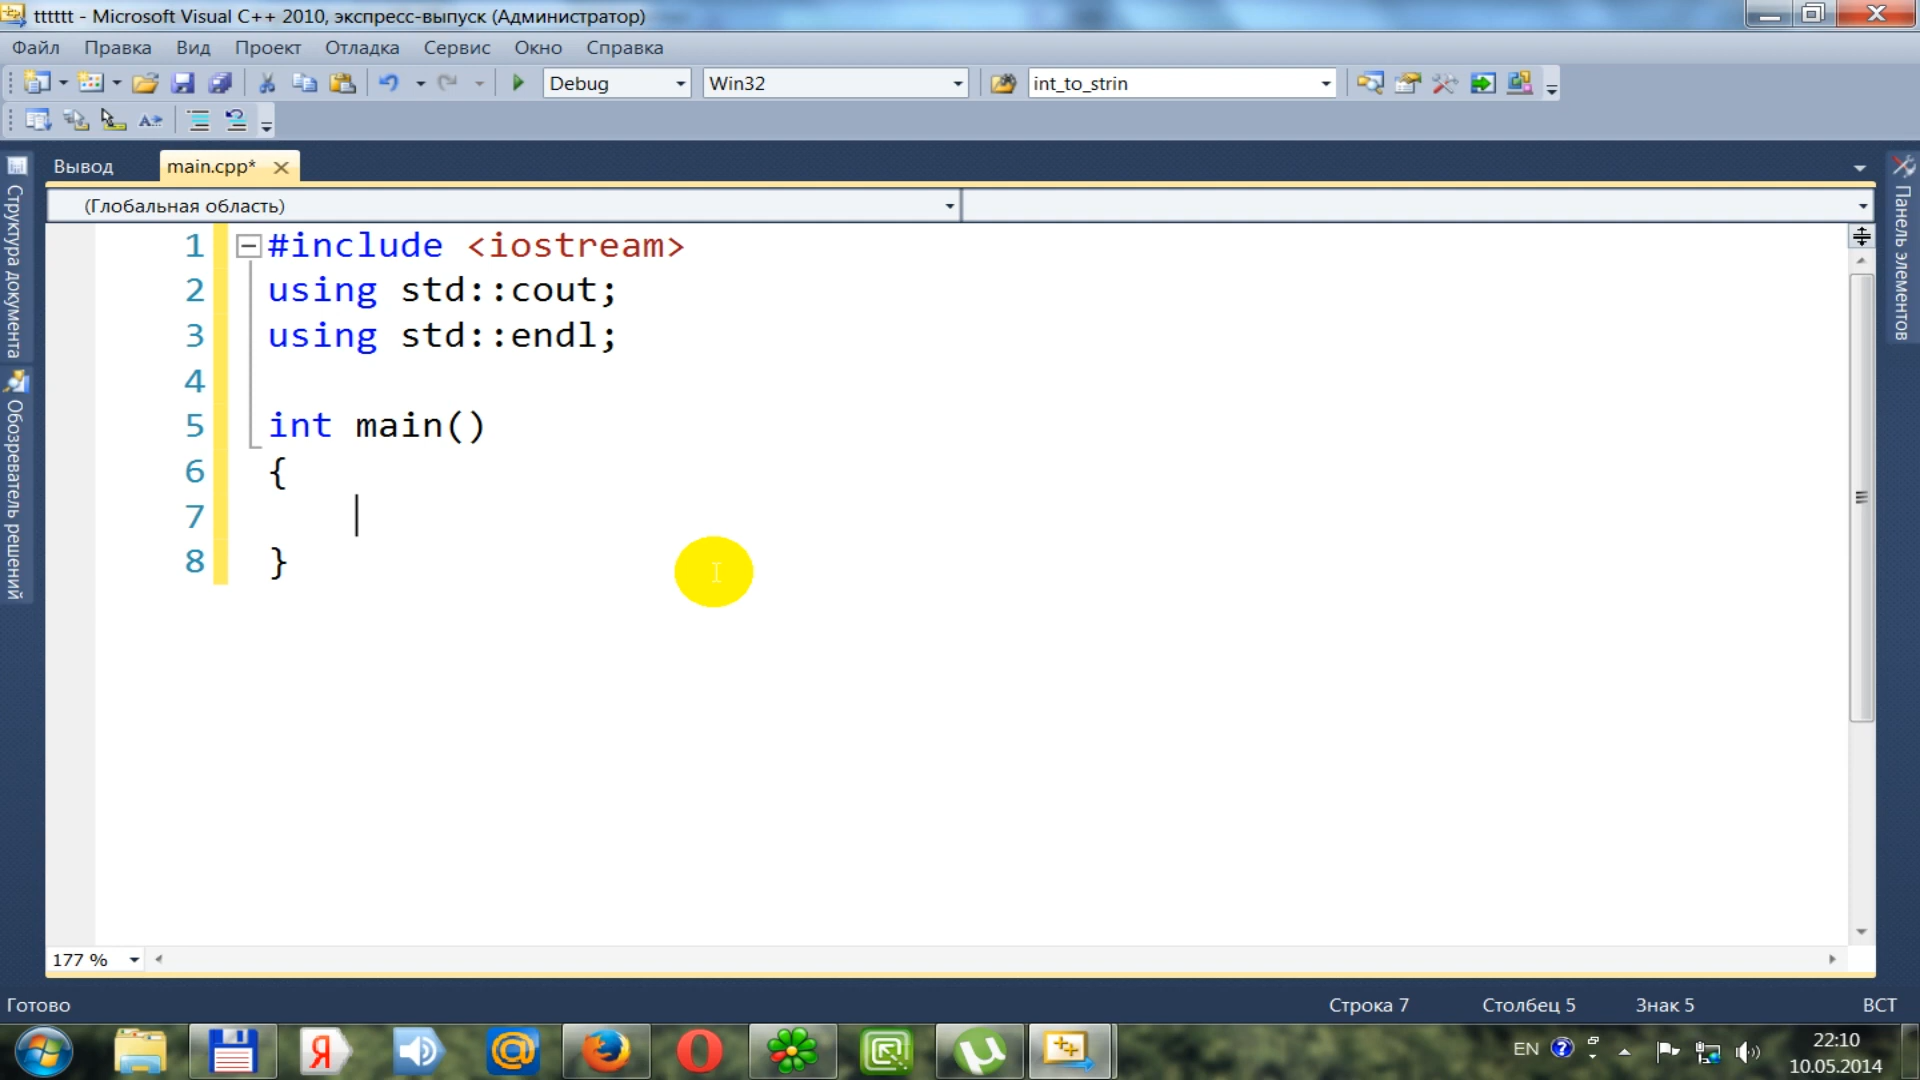 tttttt - Microsoft Visual C++ 2010, экспресс-выпуск (Администратор)
Файл Правка Вид Проект Отладка Сервис Окно Справка
Debug Win32 int_to_strin
Вывод main.cpp*
(Глобальная область)
Структура документа
Обозреватель решений
Панель элементов
1 #include <iostream>
2 using std::cout;
3 using std::endl;
4
5 int main()
6 {
7
8 }
177 %
Готово Строка 7 Столбец 5 Знак 5 ВСТ
EN 22:10
10.05.2014